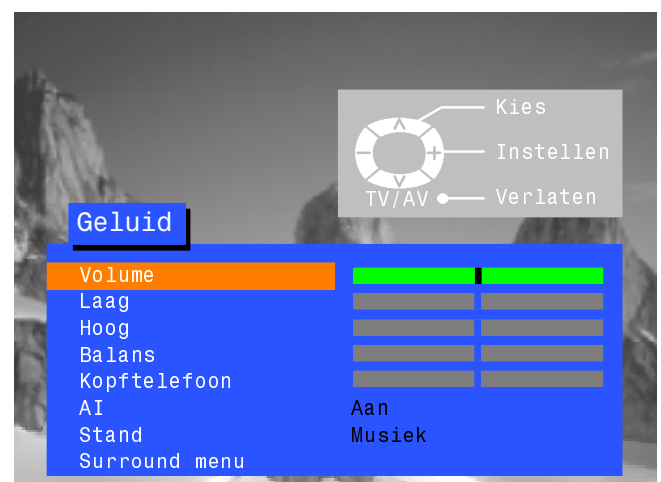 Kies
Instellen
TV/AV Verlaten
Geluid
Volume
Laag
Hoog
Balans
Kopftelefoon
AI Aan
Stand Musiek
Surround menu